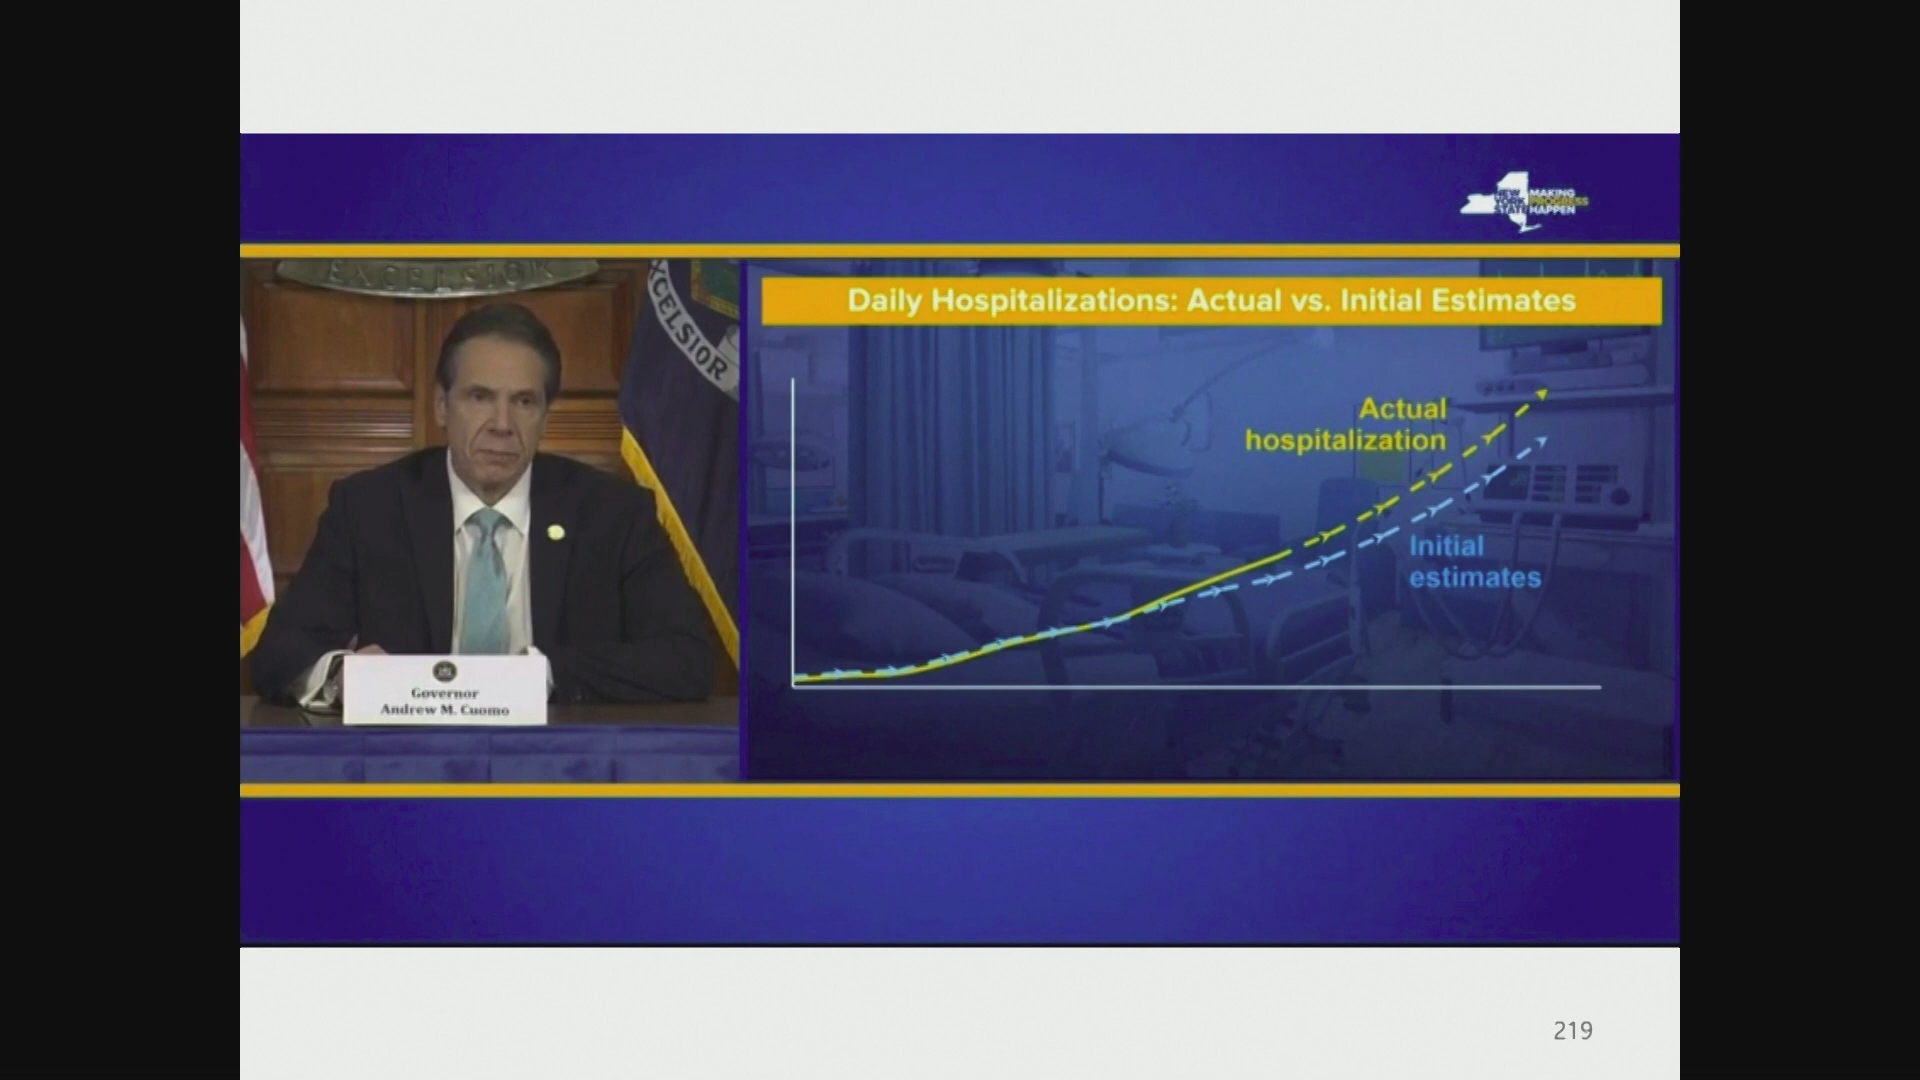 NEW
YORK
STATE
MAKING
PROGRESS
HAPPEN
EXCELSIOR
XCELSIOR
Daily Hospitalizations: Actual vs. Initial Estimates
Actual
hospitalization
Initial
estimates
Governor
Andrew M. Cuomo
219